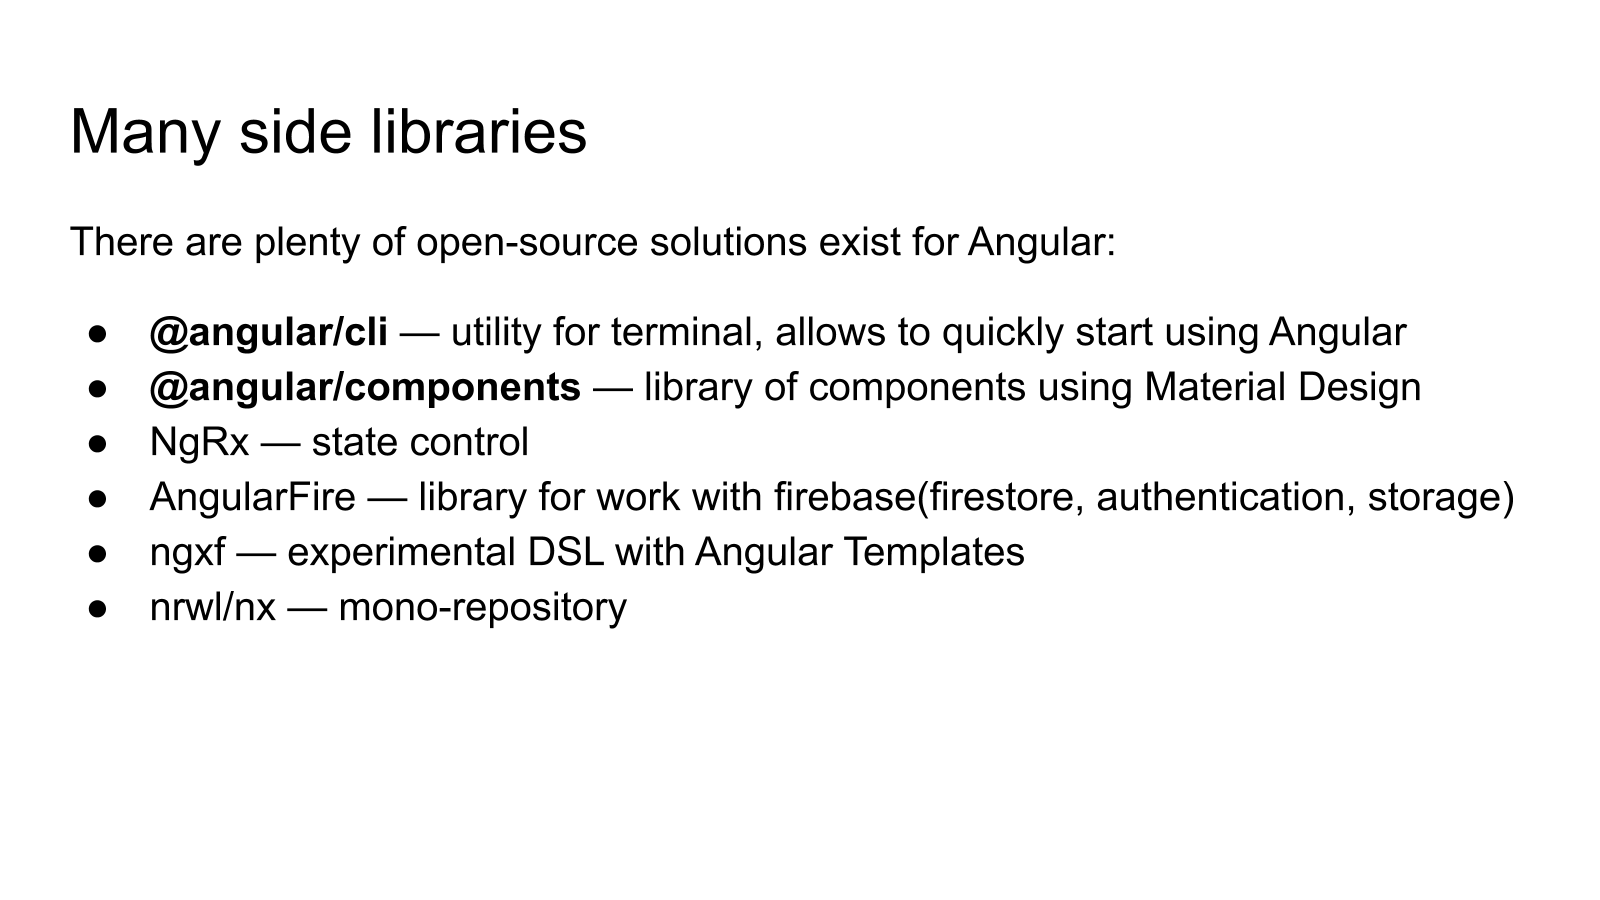 Many side libraries
There are plenty of open-source solutions exist for Angular:
● @angular/cli — utility for terminal, allows to quickly start using Angular
● @angular/components — library of components using Material Design
● NgRx — state control
● AngularFire — library for work with firebase(firestore, authentication, storage)
● ngxf — experimental DSL with Angular Templates
● nrwl/nx — mono-repository